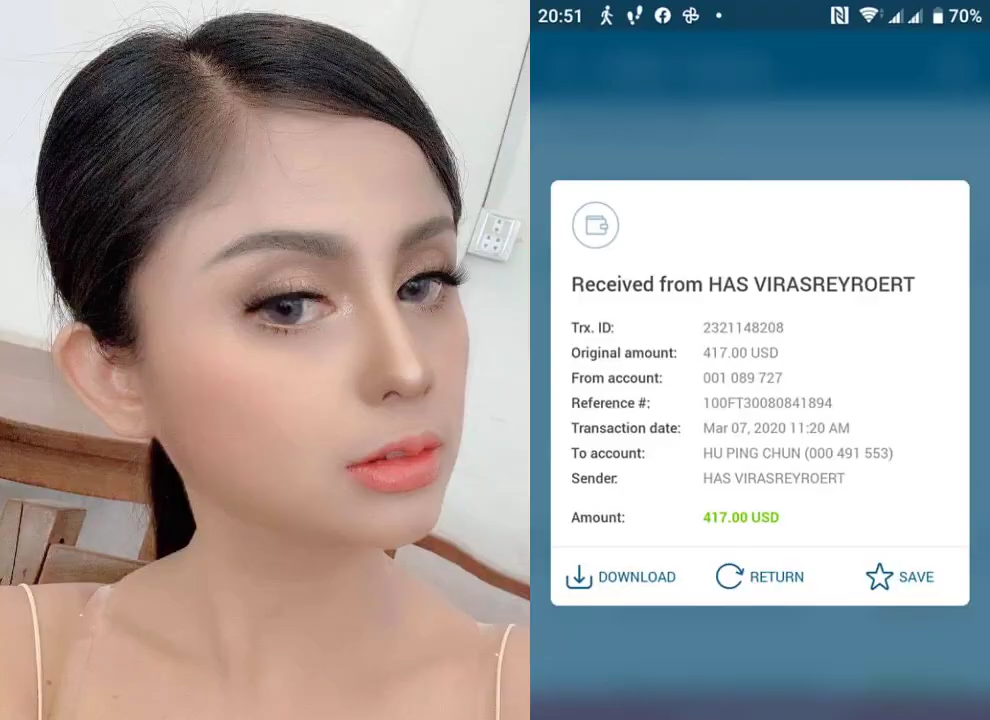 20:51
70%
Received from HAS VIRASREYROERT
Trx. ID: 2321148208
Original amount: 417.00 USD
From account: 001 089 727
Reference #: 100FT30080841894
Transaction date: Mar 07, 2020 11:20 AM
To account: HU PING CHUN (000 491 553)
Sender: HAS VIRASREYROERT
Amount: 417.00 USD
DOWNLOAD RETURN SAVE